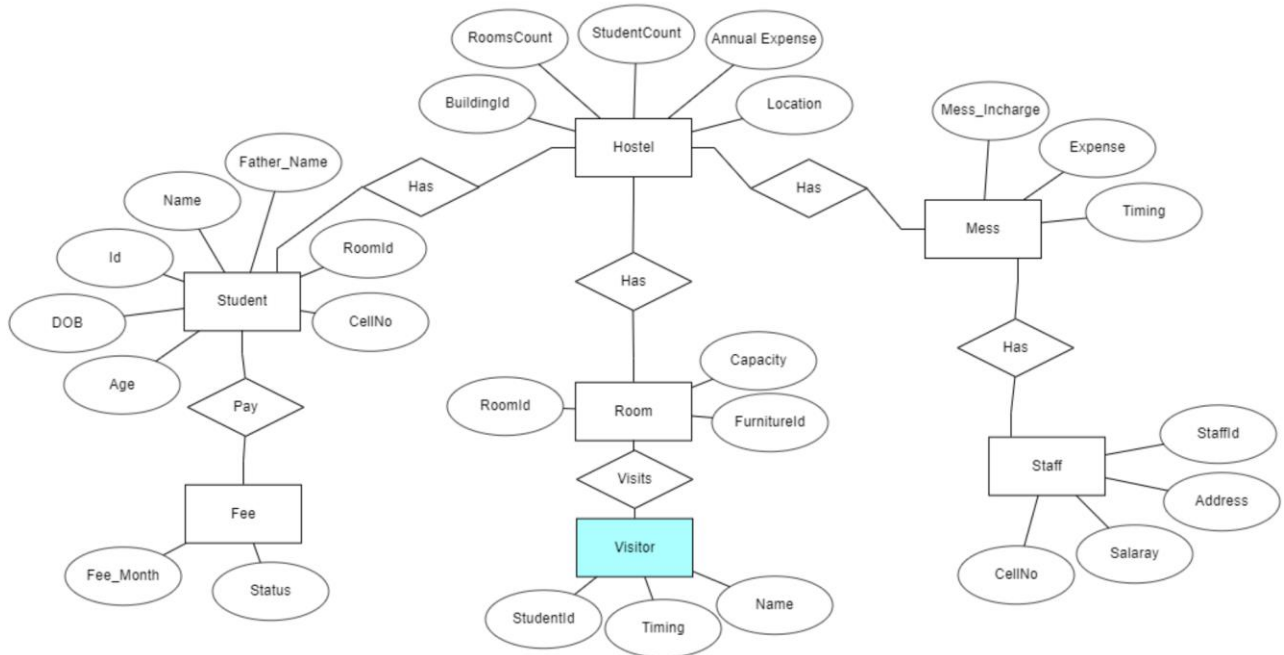 StudentCount
RoomsCount
Annual Expense
BuildingId
Location
Mess_Incharge
Hostel
Expense
Father_Name
Has
Has
Name
Timing
Mess
Id
RoomId
Has
Student
DOB
CellNo
Has
Capacity
Age
Pay
RoomId
Room
FurnitureId
StaffId
Staff
Visits
Address
Fee
Visitor
Salaray
Fee_Month
CellNo
Status
Name
StudentId
Timing